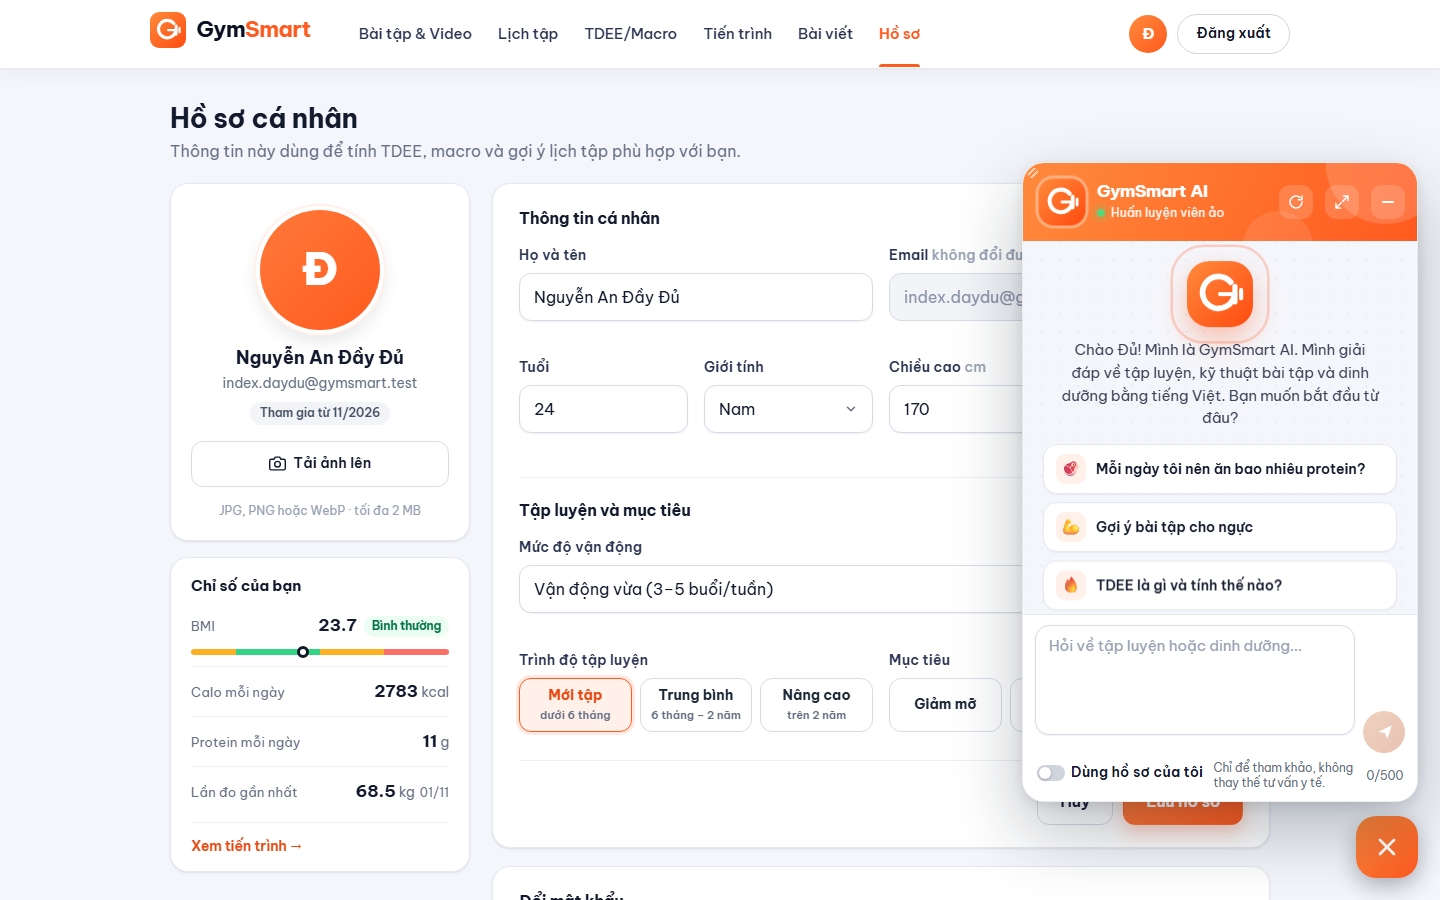 GymSmart
Bài tập & Video
Lịch tập
TDEE/Macro
Tiến trình
Bài viết
Hồ sơ
Đ
Đăng xuất
Hồ sơ cá nhân
Thông tin này dùng để tính TDEE, macro và gợi ý lịch tập phù hợp với bạn.
Đ
Nguyễn An Đầy Đủ
index.daydu@gymsmart.test
Tham gia từ 11/2026
Tải ảnh lên
JPG, PNG hoặc WebP · tối đa 2 MB
Chỉ số của bạn
BMI 23.7 Bình thường
Calo mỗi ngày 2783 kcal
Protein mỗi ngày 11 g
Lần đo gần nhất 68.5 kg 01/11
Xem tiến trình →
Thông tin cá nhân
Họ và tên
Nguyễn An Đầy Đủ
Email không đổi đư
index.daydu@g
Tuổi
24
Giới tính
Nam
Chiều cao cm
170
Tập luyện và mục tiêu
Mức độ vận động
Vận động vừa (3–5 buổi/tuần)
Trình độ tập luyện
Mới tập
dưới 6 tháng
Trung bình
6 tháng – 2 năm
Nâng cao
trên 2 năm
Mục tiêu
Giảm mỡ
Hủy
Lưu hồ sơ
Đổi mật khẩu
GymSmart AI
Huấn luyện viên ảo
Chào Đủ! Mình là GymSmart AI. Mình giải
đáp về tập luyện, kỹ thuật bài tập và dinh
dưỡng bằng tiếng Việt. Bạn muốn bắt đầu từ
đâu?
Mỗi ngày tôi nên ăn bao nhiêu protein?
Gợi ý bài tập cho ngực
TDEE là gì và tính thế nào?
Hỏi về tập luyện hoặc dinh dưỡng...
Dùng hồ sơ của tôi
Chỉ để tham khảo, không
thay thế tư vấn y tế.
0/500